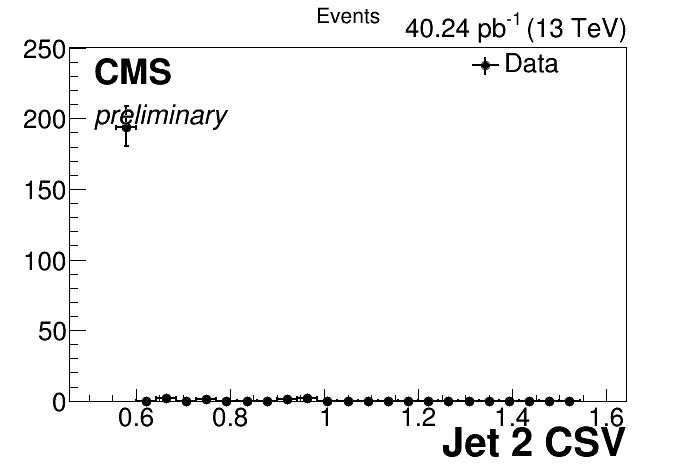 Events
40.24 pb-1 (13 TeV)
250
CMS
Data
preliminary
200
150
100
50
0
0.6 0.8 1 1.2 1.4 1.6
Jet 2 CSV